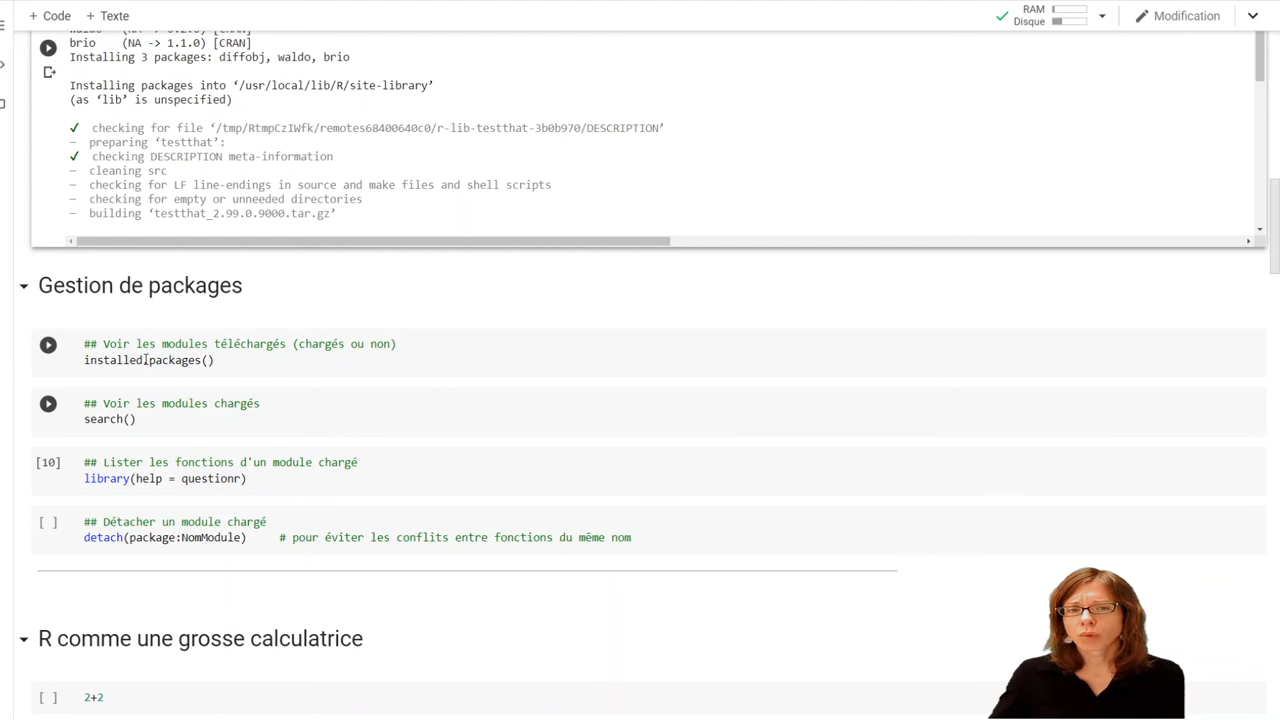 + Code + Texte
RAM
Disque
Modification
brio (NA -> 1.1.0) [CRAN]
Installing 3 packages: diffobj, waldo, brio
Installing packages into ‘/usr/local/lib/R/site-library’
(as ‘lib’ is unspecified)
✔ checking for file ‘/tmp/RtmpCzIWfk/remotes68400640c0/r-lib-testthat-3b0b970/DESCRIPTION’
─ preparing ‘testthat’:
✔ checking DESCRIPTION meta-information
─ cleaning src
─ checking for LF line-endings in source and make files and shell scripts
─ checking for empty or unneeded directories
─ building ‘testthat_2.99.0.9000.tar.gz’
Gestion de packages
## Voir les modules téléchargés (chargés ou non)
installed.packages()
## Voir les modules chargés
search()
[10] ## Lister les fonctions d'un module chargé
library(help = questionr)
[ ] ## Détacher un module chargé
detach(package:NomModule) # pour éviter les conflits entre fonctions du même nom
R comme une grosse calculatrice
[ ] 2+2